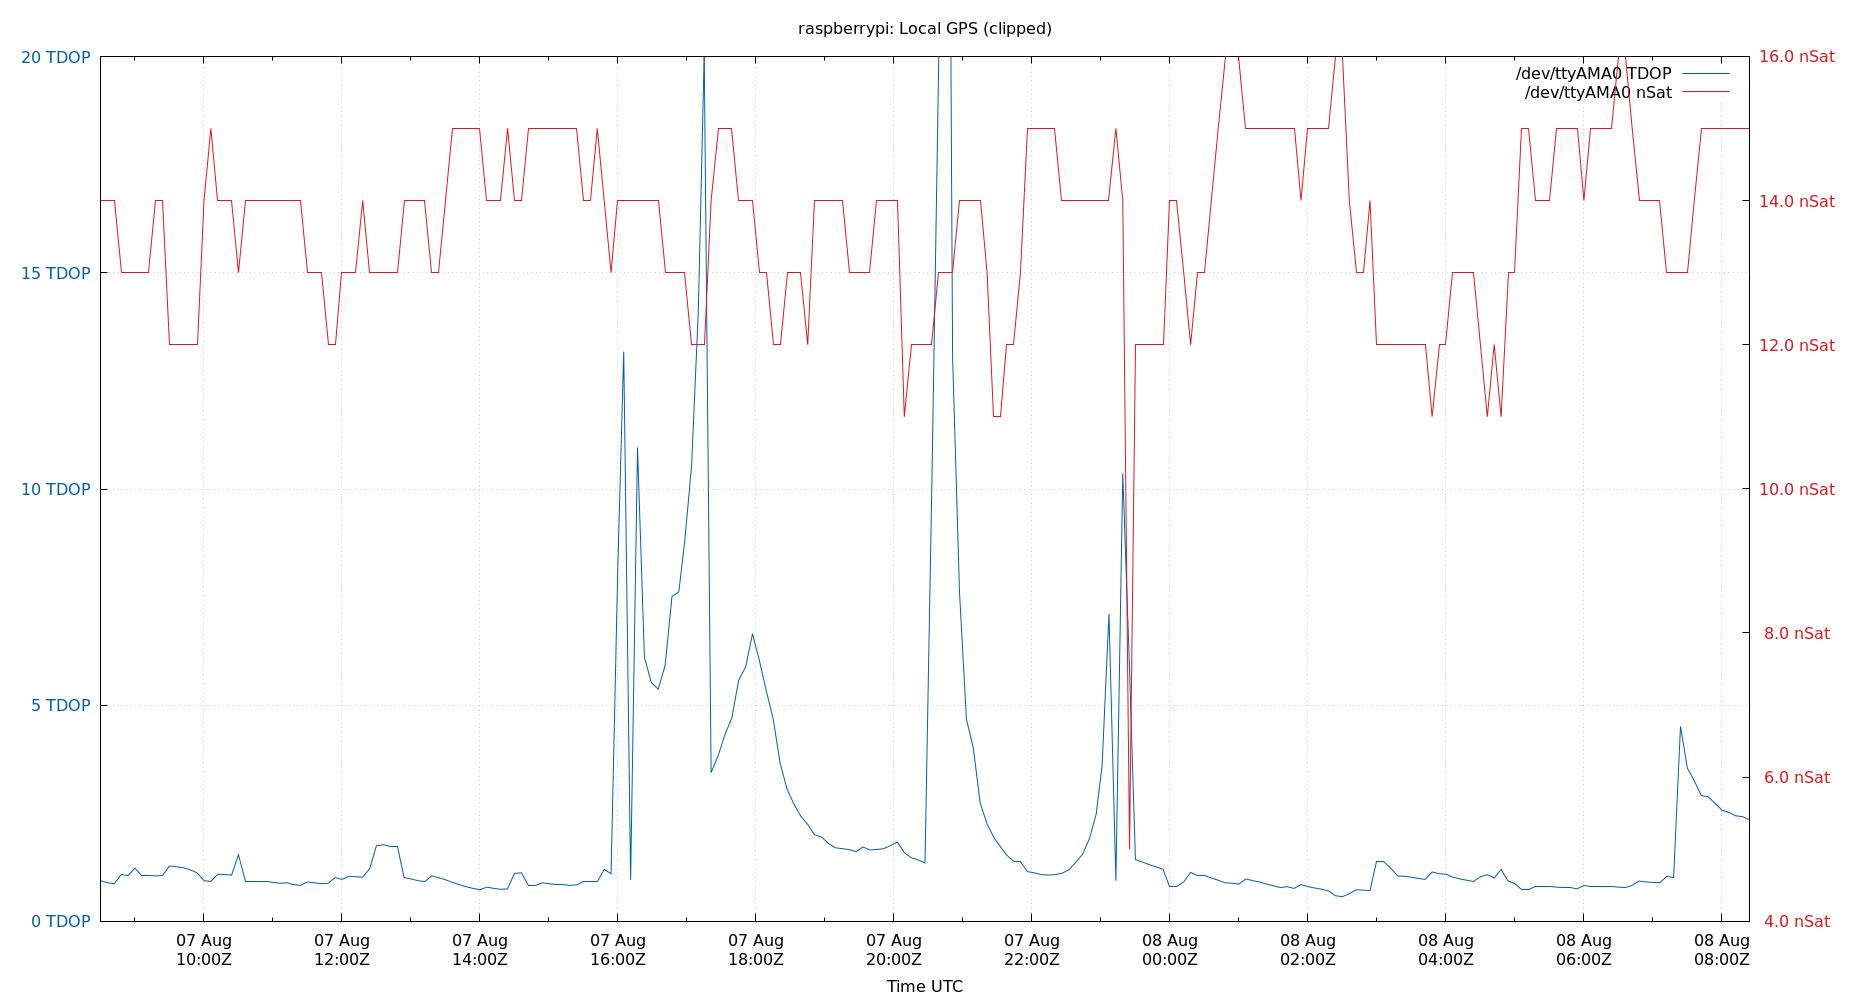 raspberrypi: Local GPS (clipped)
20 TDOP
15 TDOP
10 TDOP
5 TDOP
0 TDOP
16.0 nSat
14.0 nSat
12.0 nSat
10.0 nSat
8.0 nSat
6.0 nSat
4.0 nSat
/dev/ttyAMA0 TDOP
/dev/ttyAMA0 nSat
07 Aug
10:00Z
07 Aug
12:00Z
07 Aug
14:00Z
07 Aug
16:00Z
07 Aug
18:00Z
07 Aug
20:00Z
07 Aug
22:00Z
08 Aug
00:00Z
08 Aug
02:00Z
08 Aug
04:00Z
08 Aug
06:00Z
08 Aug
08:00Z
Time UTC